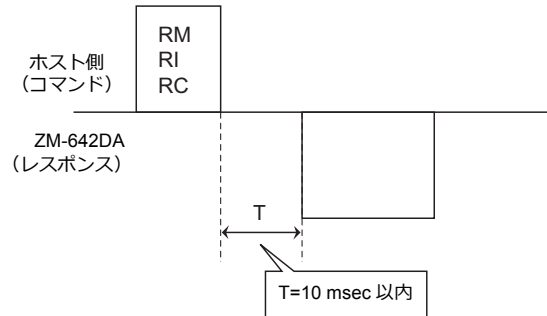 RM
RI
RC
ホスト側
（コマンド）
ZM-642DA
（レスポンス）
T
T=10 msec 以内